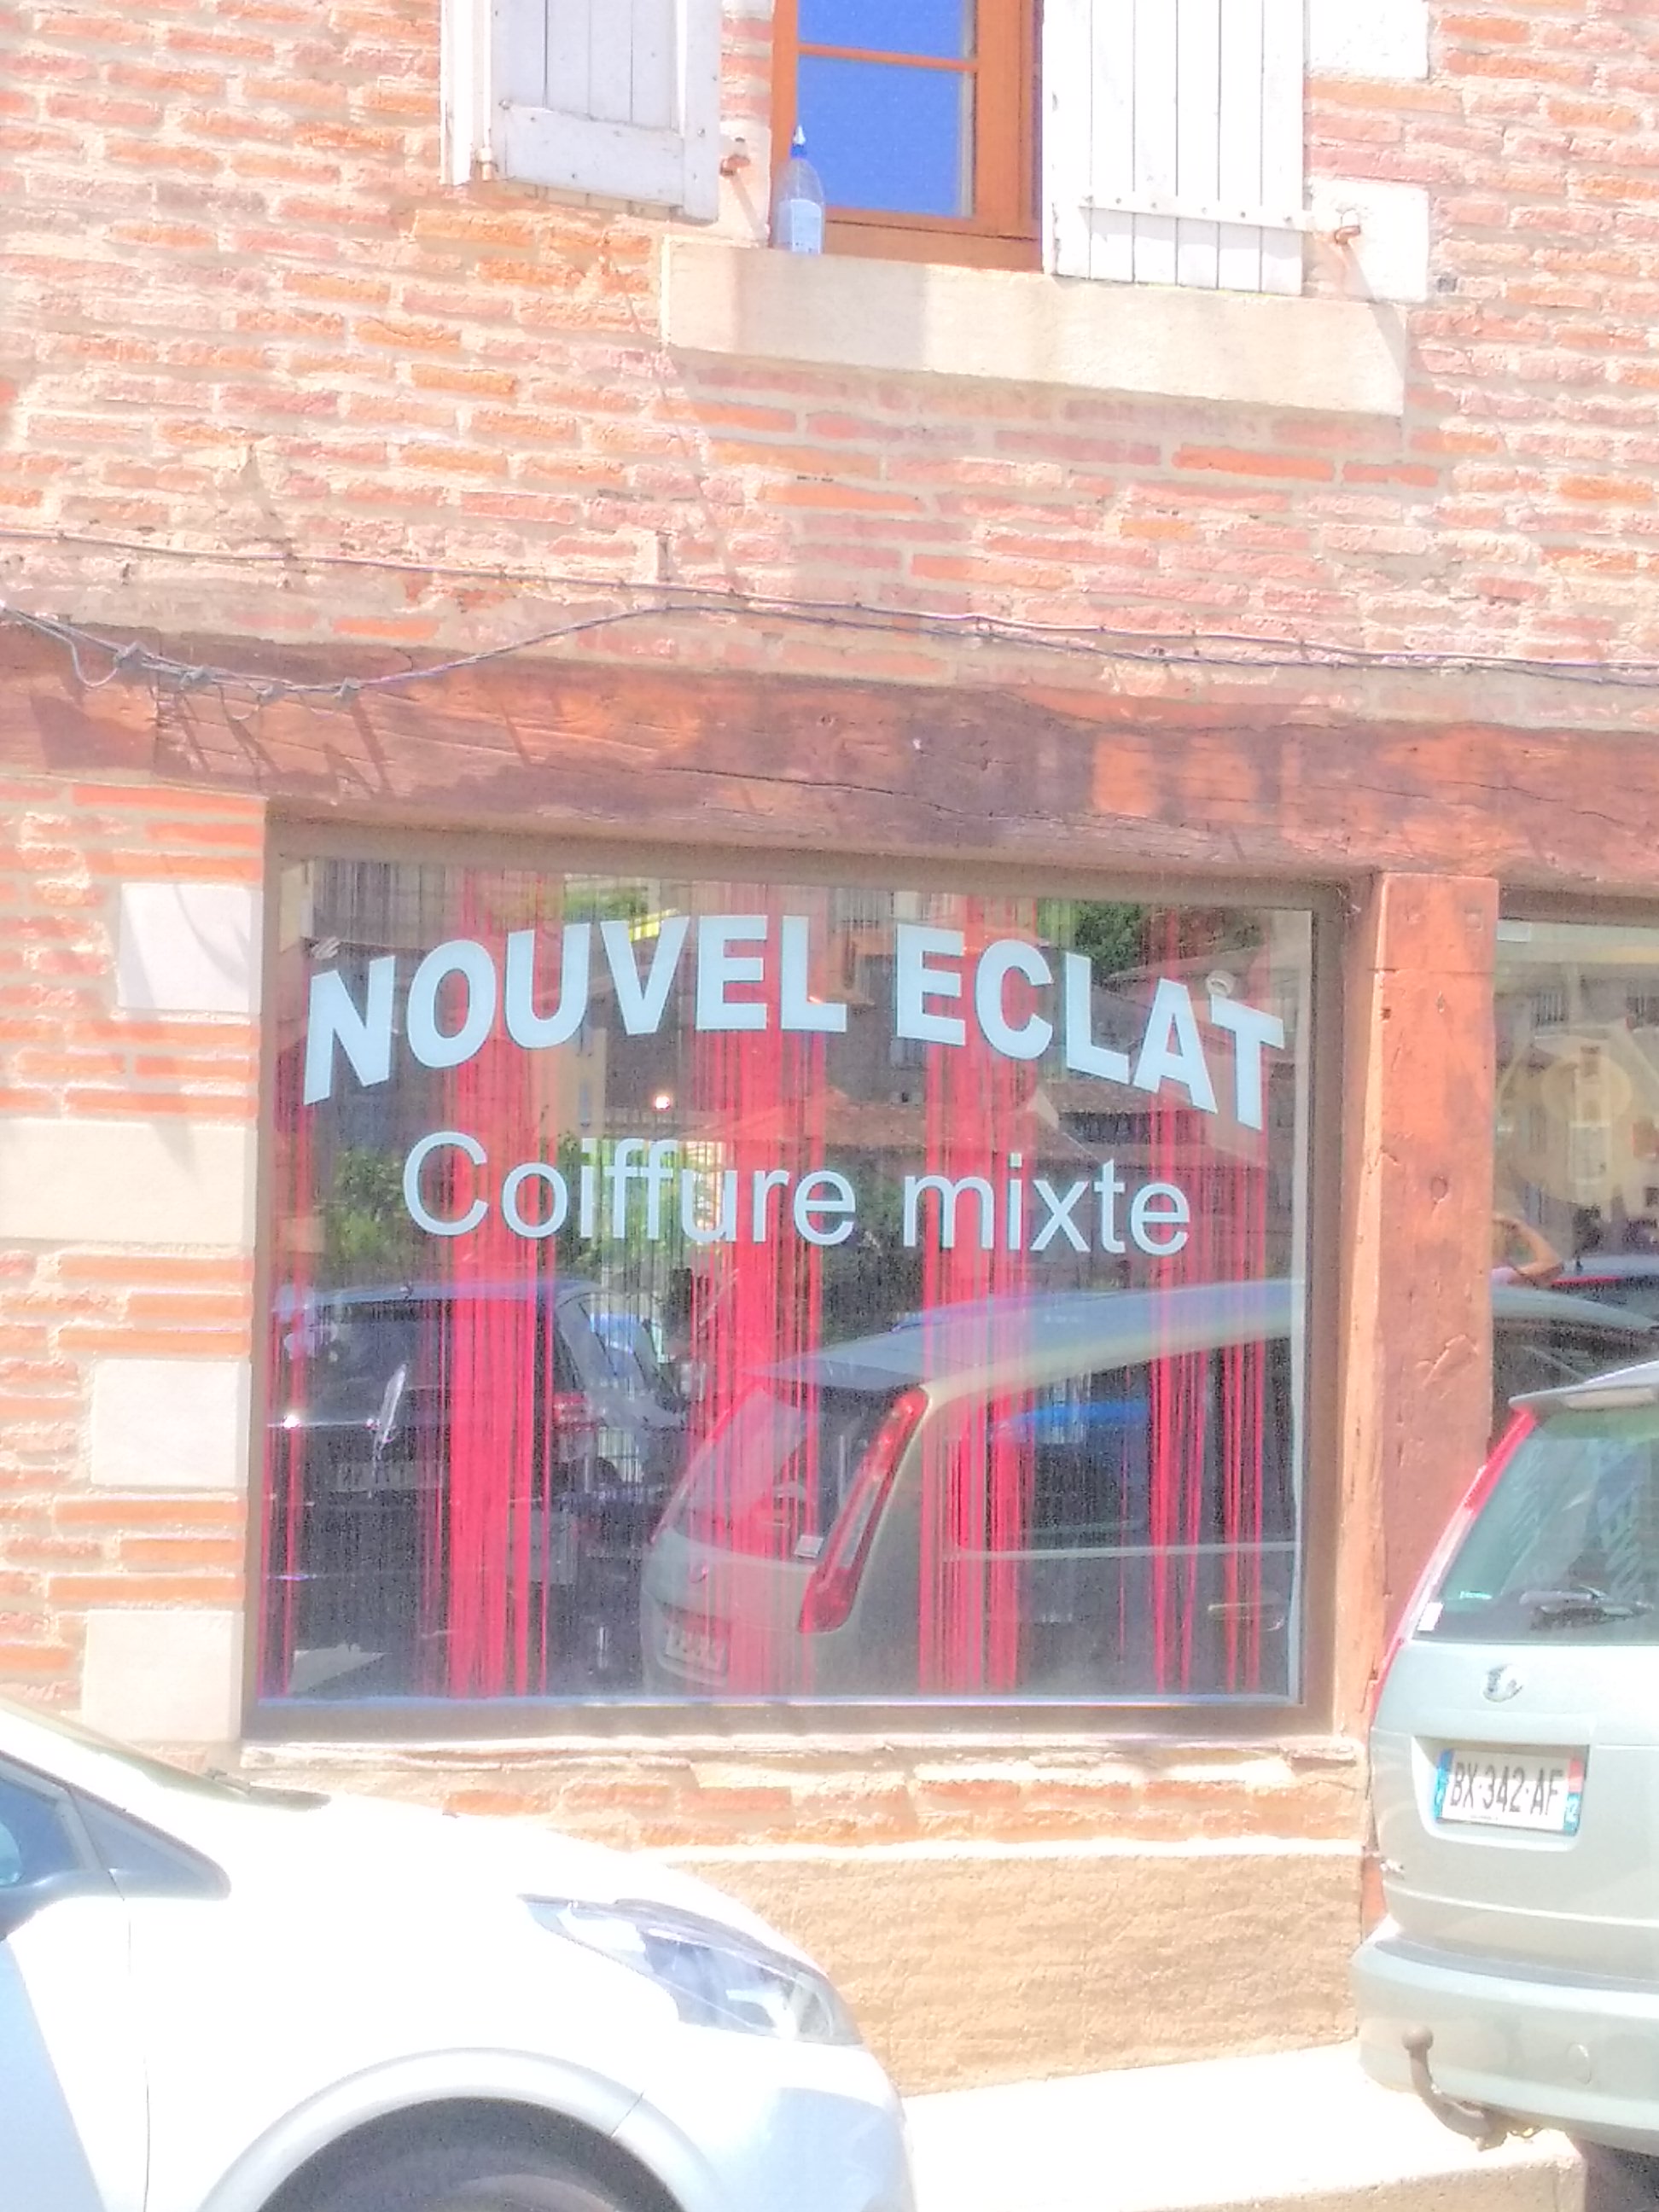 NOUVEL ECLAT
Coiffure mixte
BX-342-AF